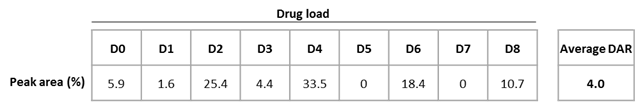 Drug load
D0 D1 D2 D3 D4 D5 D6 D7 D8 Average DAR
Peak area (%) 5.9 1.6 25.4 4.4 33.5 0 18.4 0 10.7 4.0